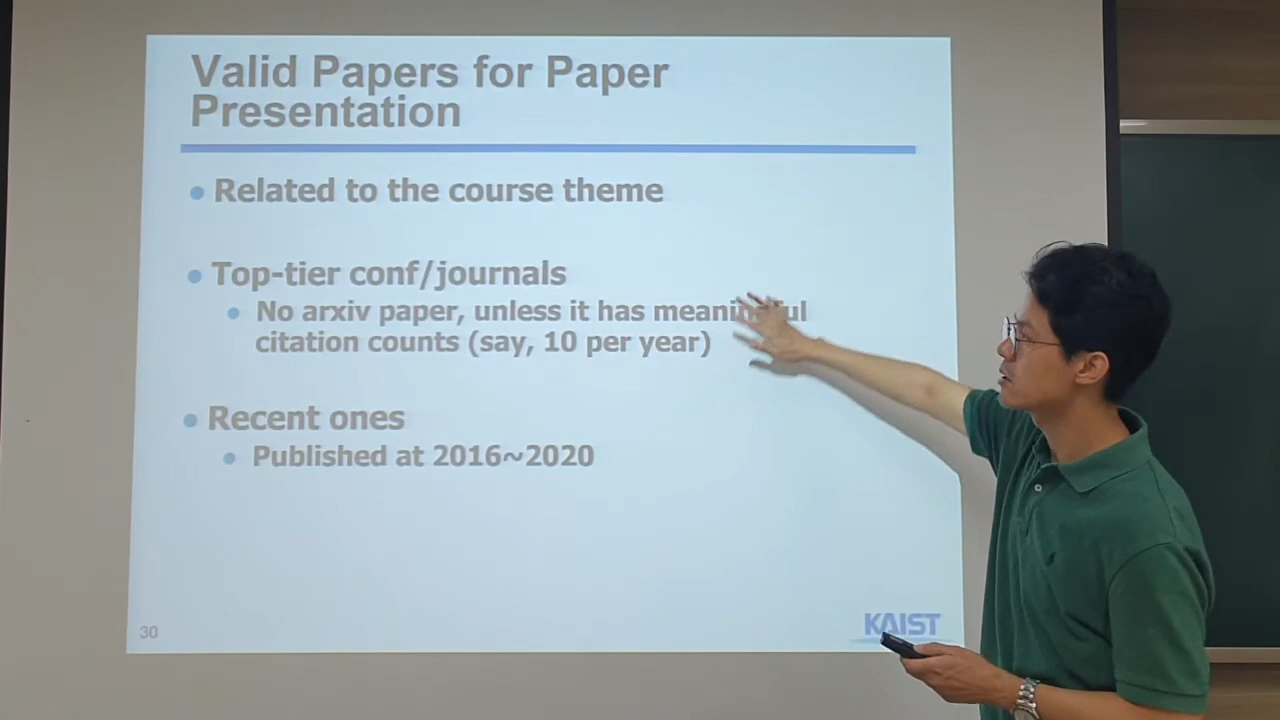 Valid Papers for Paper
Presentation
• Related to the course theme
• Top-tier conf/journals
• No arxiv paper, unless it has meaningful
citation counts (say, 10 per year)
• Recent ones
• Published at 2016~2020
30
KAIST